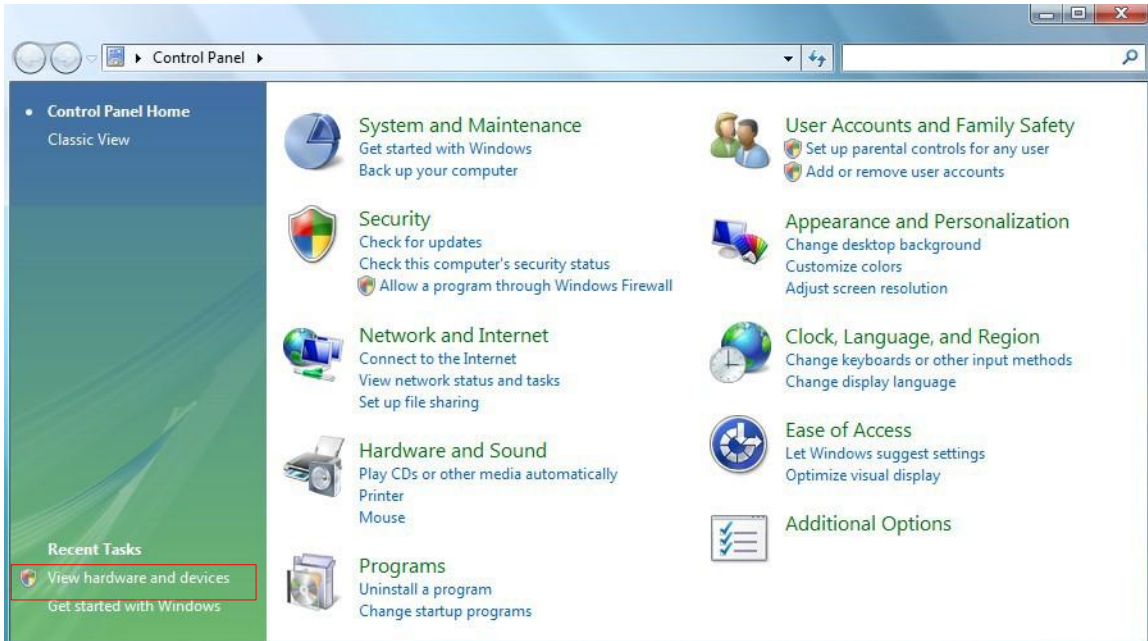 Control Panel
Control Panel Home
Classic View
Recent Tasks
View hardware and devices
Get started with Windows
System and Maintenance
Get started with Windows
Back up your computer
Security
Check for updates
Check this computer's security status
Allow a program through Windows Firewall
Network and Internet
Connect to the Internet
View network status and tasks
Set up file sharing
Hardware and Sound
Play CDs or other media automatically
Printer
Mouse
Programs
Uninstall a program
Change startup programs
User Accounts and Family Safety
Set up parental controls for any user
Add or remove user accounts
Appearance and Personalization
Change desktop background
Customize colors
Adjust screen resolution
Clock, Language, and Region
Change keyboards or other input methods
Change display language
Ease of Access
Let Windows suggest settings
Optimize visual display
Additional Options